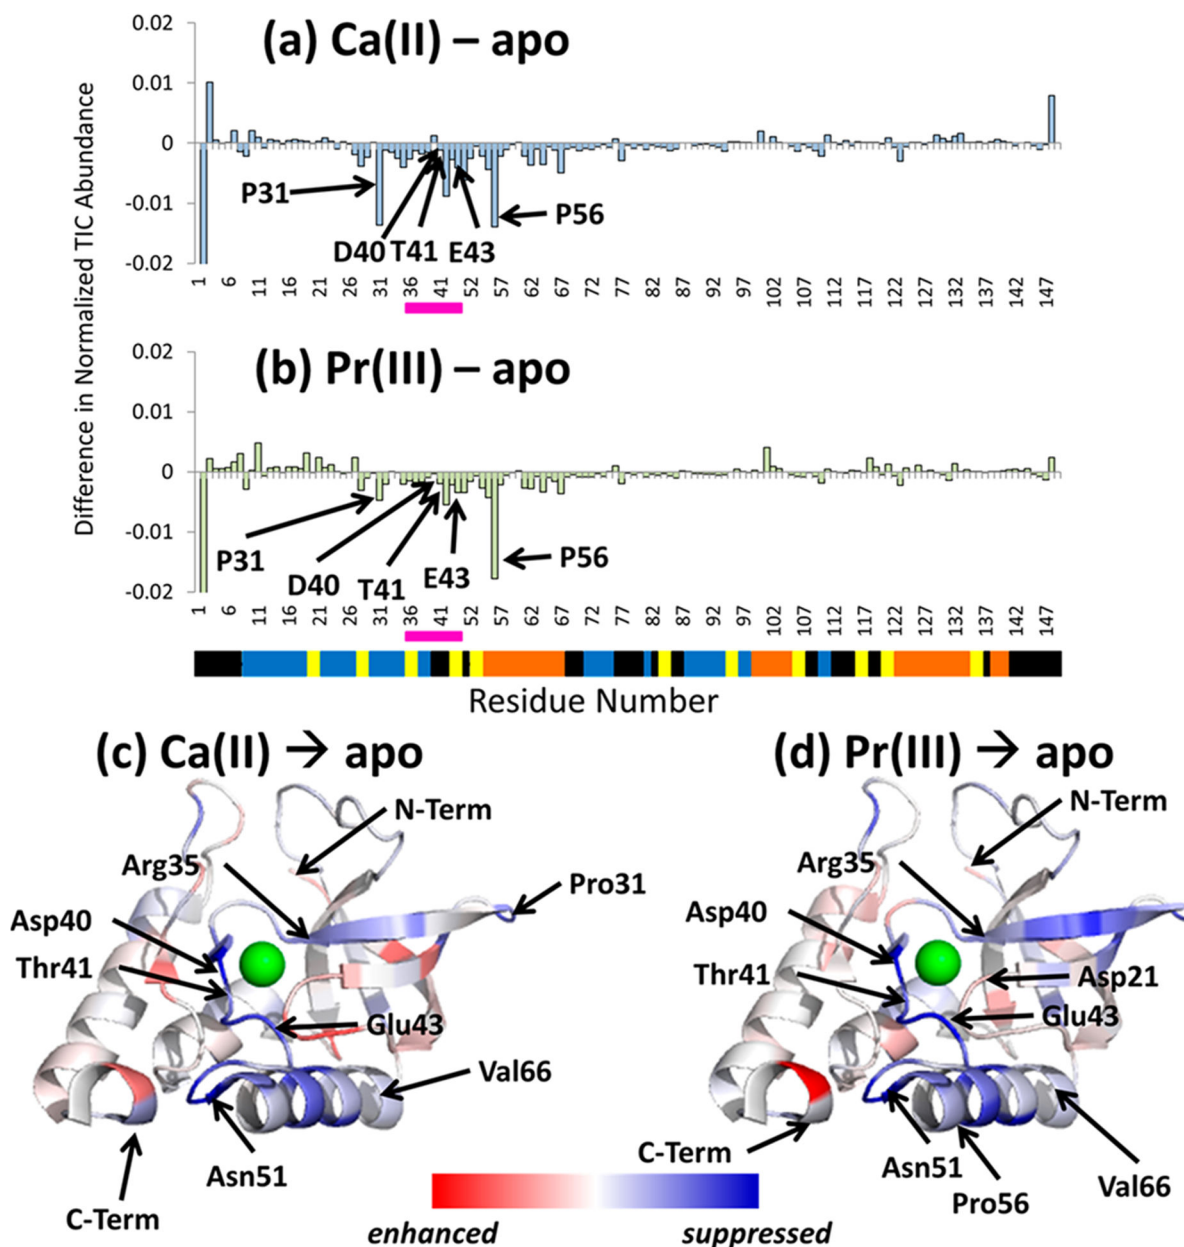 Difference in Normalized TIC Abundance
(a) Ca(II) – apo
0.02
0.01
0
-0.01
-0.02
P31
D40 T41 E43
P56
1 6 11 16 21 26 31 36 41 47 52 57 62 67 72 77 82 87 92 97 102 107 112 117 122 127 132 137 142 147
(b) Pr(III) – apo
0.02
0.01
0
-0.01
-0.02
P31
D40
T41
E43
P56
1 6 11 16 21 26 31 36 41 47 52 57 62 67 72 77 82 87 92 97 102 107 112 117 122 127 132 137 142 147
Residue Number
(c) Ca(II) → apo
N-Term
Arg35
Pro31
Asp40
Thr41
Glu43
Val66
Asn51
C-Term
(d) Pr(III) → apo
N-Term
Arg35
Asp40
Thr41
Asp21
Glu43
C-Term
Asn51
Pro56
Val66
enhanced
suppressed